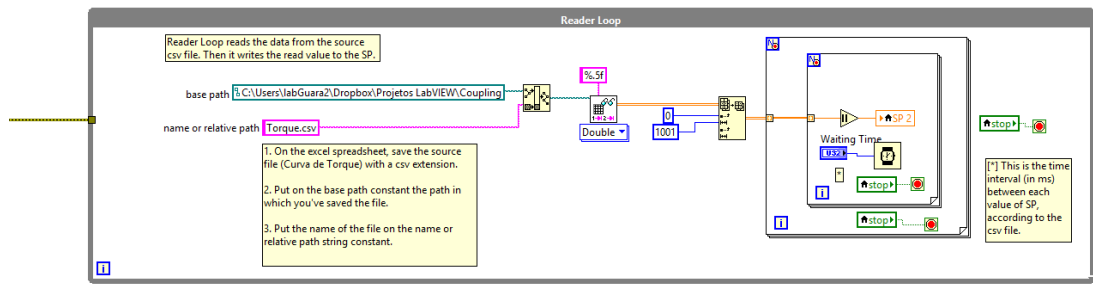 Reader Loop
Reader Loop reads the data from the source
csv file. Then it writes the read value to the SP.
base path
C:\Users\labGuara2\Dropbox\Projetos LabVIEW\Coupling
name or relative path
Torque.csv
%.5f
Double
0
1001
1. On the excel spreadsheet, save the source
file (Curva de Torque) with a csv extension.
2. Put on the base path constant the path in
which you've saved the file.
3. Put the name of the file on the name or
relative path string constant.
N
N
SP 2
Waiting Time
U32
*
stop
i
stop
i
stop
[*] This is the time
interval (in ms)
between each
value of SP,
according to the
csv file.
i